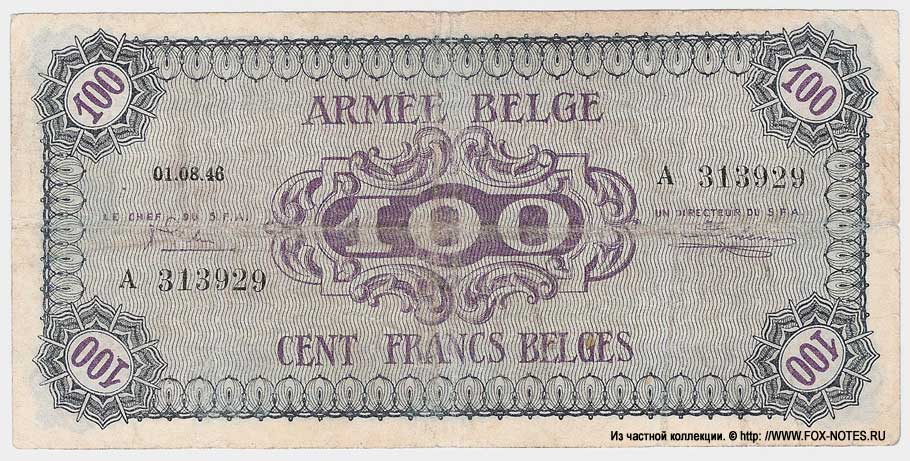 100 100
ARMÉE BELGE
01.08.46 A 313929
LE CHEF DU S.F.A. UN DIRECTEUR DU S.F.A.
100
A 313929
CENT FRANCS BELGES
100 100
Из частной коллекции. © http: //WWW.FOX-NOTES.RU